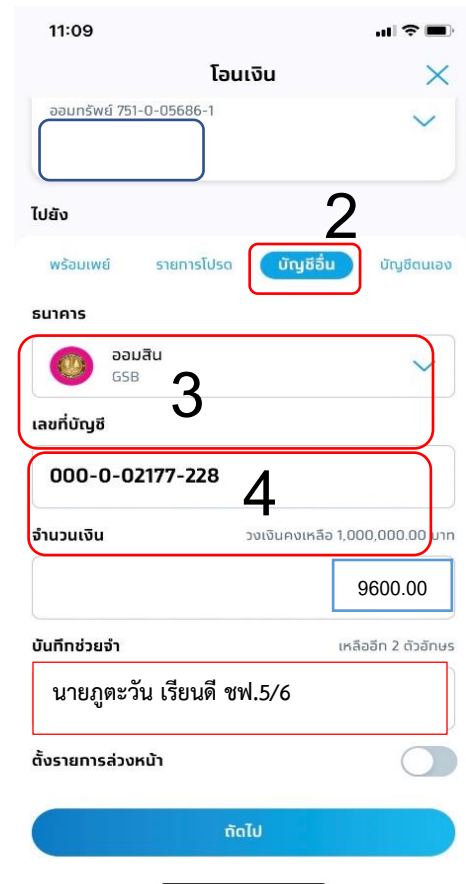 11:09
โอนเงิน
ออมทรัพย์ 751-0-05686-1
ไปยัง
2
พร้อมเพย์ รายการโปรด บัญชีอื่น บัญชีตนเอง
ธนาคาร
ออมสิน
GSB
3
เลขที่บัญชี
000-0-02177-228
4
จำนวนเงิน วงเงินคงเหลือ 1,000,000.00 บาท
9600.00
บันทึกช่วยจำ เหลืออีก 2 ตัวอักษร
นายภูตะวัน เรียนดี ชฟ.5/6
ตั้งรายการล่วงหน้า
ถัดไป